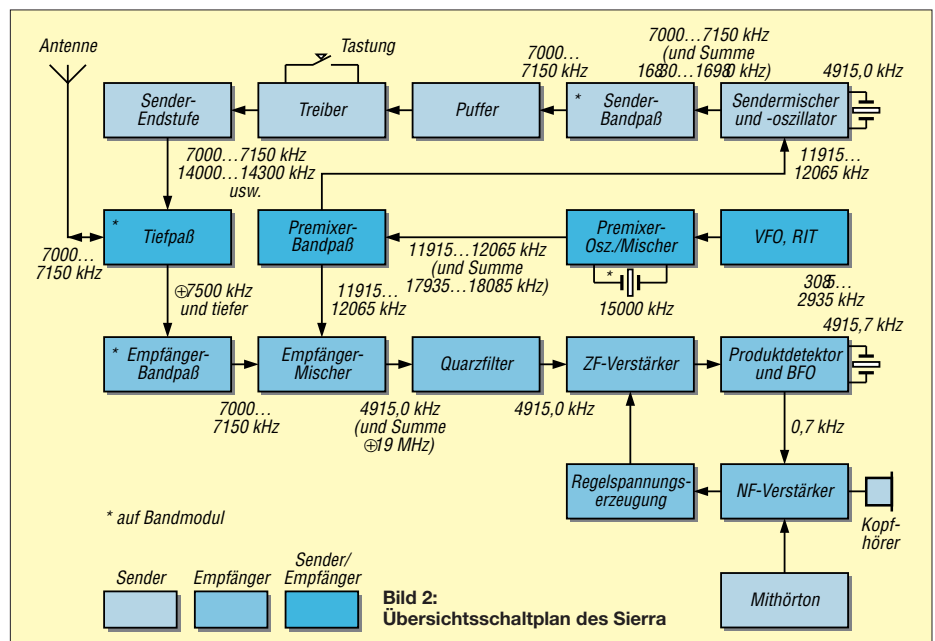 Antenne
Tastung
7000...
7150 kHz
7000...7150 kHz
(und Summe
16830...16980 kHz)
4915,0 kHz
Sender-
Endstufe
Treiber
Puffer
* Sender-
Bandpaß
Sendermischer
und -oszillator
7000...7150 kHz
14000...14300 kHz
usw.
11915...
12065 kHz
* Tiefpaß
Premixer-
Bandpaß
Premixer-
Osz./Mischer
VFO, RIT
7000...
7150 kHz
11915...12065 kHz
(und Summe
17935...18085 kHz)
*
15000 kHz
3085...
2935 kHz
⊕7500 kHz
und tiefer
11915...
12065 kHz
4915,7 kHz
* Empfänger-
Bandpaß
Empfänger-
Mischer
Quarzfilter
ZF-Verstärker
Produktdetektor
und BFO
7000...
7150 kHz
4915,0 kHz
(und Summe
⊕19 MHz)
4915,0 kHz
0,7 kHz
Regelspannungs-
erzeugung
NF-Verstärker
Kopf-
hörer
* auf Bandmodul
Sender
Empfänger
Sender/
Empfänger
Mithörton
Bild 2:
Übersichtsschaltplan des Sierra